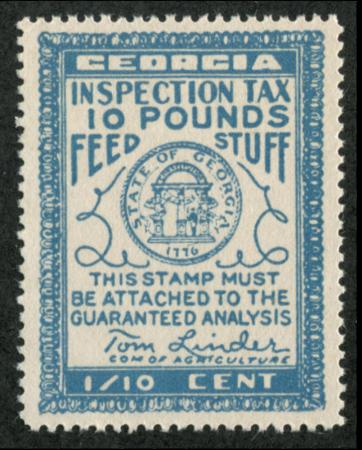 GEORGIA
INSPECTION TAX
10 POUNDS
FEED STUFF
STATE OF GEORGIA
1776
THIS STAMP MUST
BE ATTACHED TO THE
GUARANTEED ANALYSIS
Tom Linder
COM OF AGRICULTURE
1/10 CENT